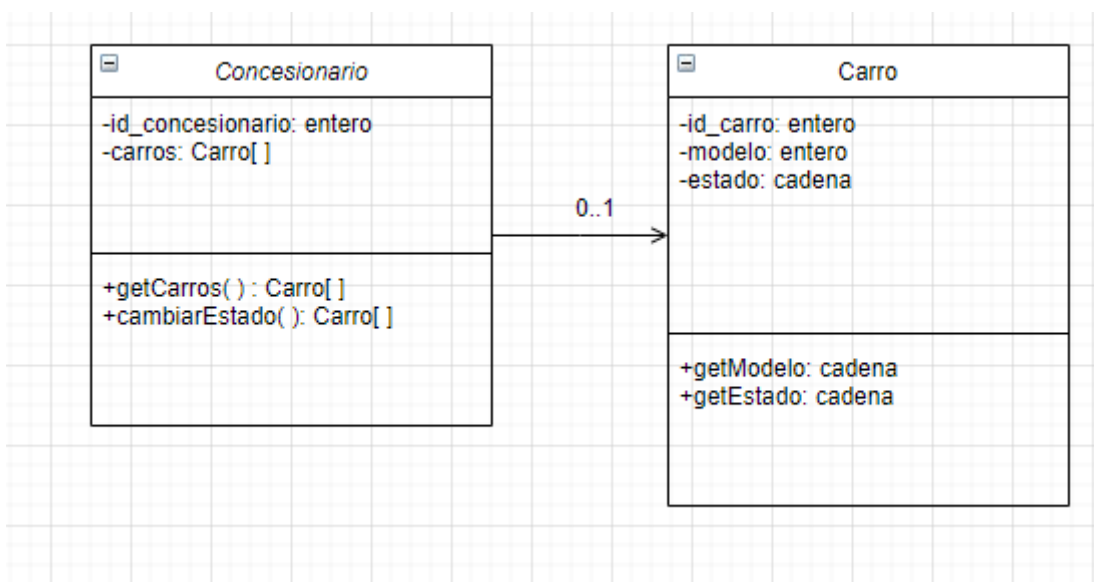 Concesionario
-id_concesionario: entero
-carros: Carro[ ]
+getCarros( ) : Carro[ ]
+cambiarEstado( ): Carro[ ]
0..1
Carro
-id_carro: entero
-modelo: entero
-estado: cadena
+getModelo: cadena
+getEstado: cadena